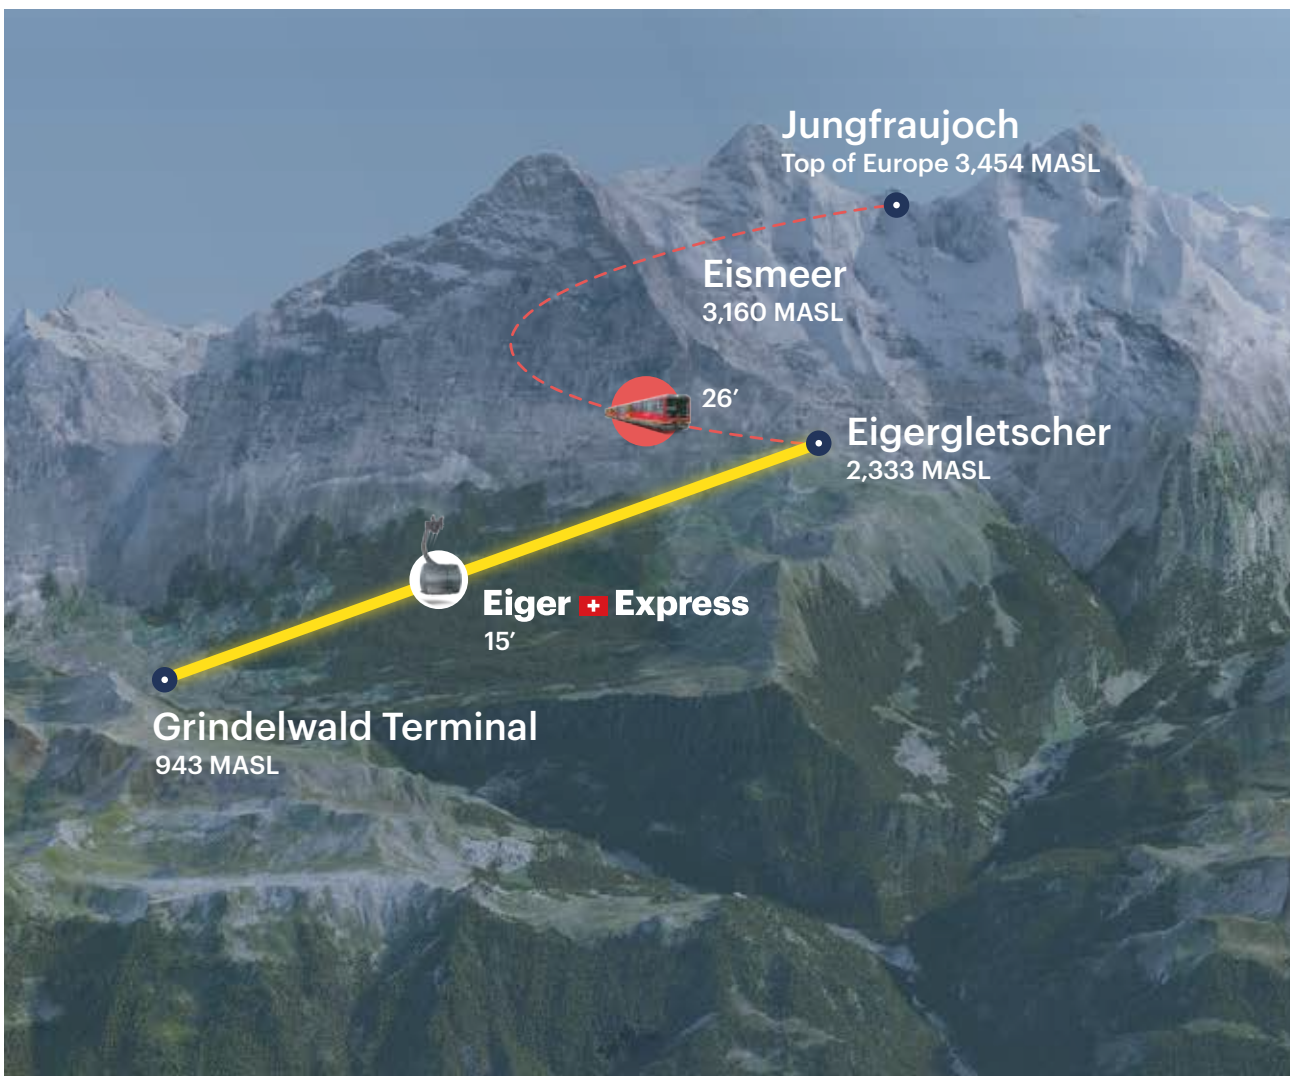 Jungfraujoch
Top of Europe 3,454 MASL
Eismeer
3,160 MASL
26′
Eigergletscher
2,333 MASL
Eiger Express
15′
Grindelwald Terminal
943 MASL